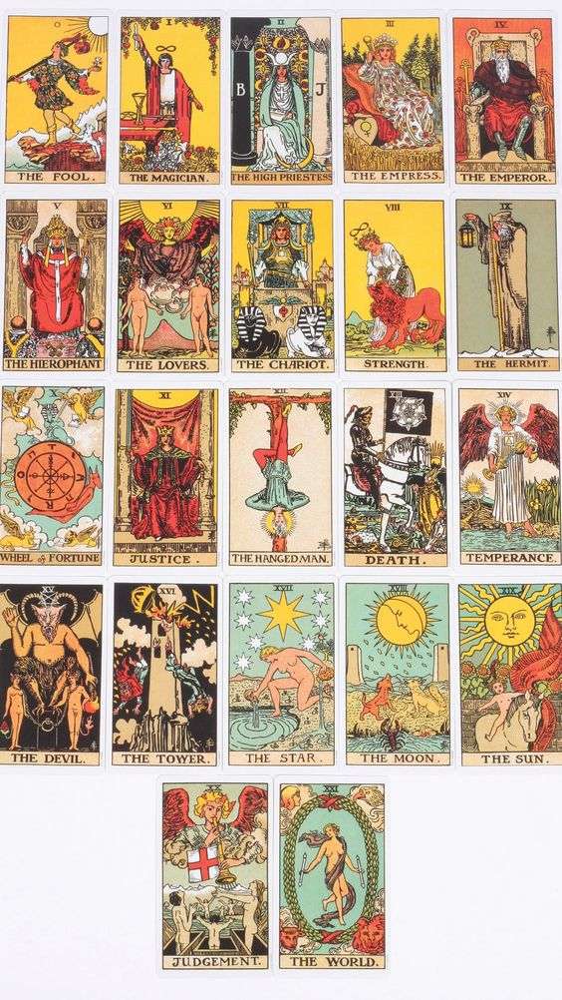 THE FOOL.
I
THE MAGICIAN.
II
B J
THE HIGH PRIESTESS
III
THE EMPRESS.
IV
THE EMPEROR.
V
THE HIEROPHANT
VI
THE LOVERS.
VII
THE CHARIOT.
VIII
STRENGTH.
IX
THE HERMIT.
X
WHEEL of FORTUNE
XI
JUSTICE.
XII
THE HANGED MAN.
XIII
DEATH.
XIV
TEMPERANCE.
XV
THE DEVIL.
XVI
THE TOWER.
XVII
THE STAR.
XVIII
THE MOON.
XIX
THE SUN.
XX
JUDGEMENT.
XXI
THE WORLD.